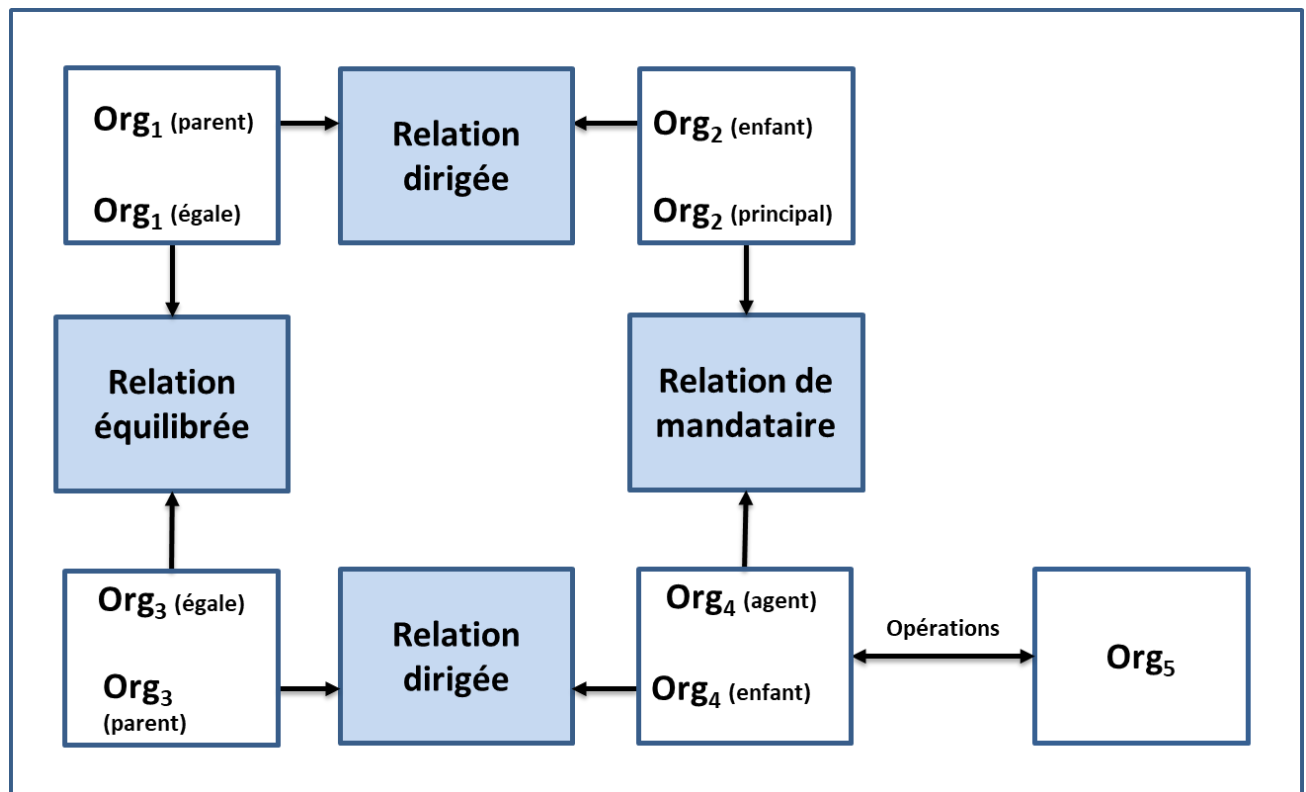 Org₁ (parent)
Org₁ (égale)
Relation
dirigée
Org₂ (enfant)
Org₂ (principal)
Relation
équilibrée
Relation de
mandataire
Org₃ (égale)
Org₃
(parent)
Relation
dirigée
Org₄ (agent)
Org₄ (enfant)
Opérations
Org₅